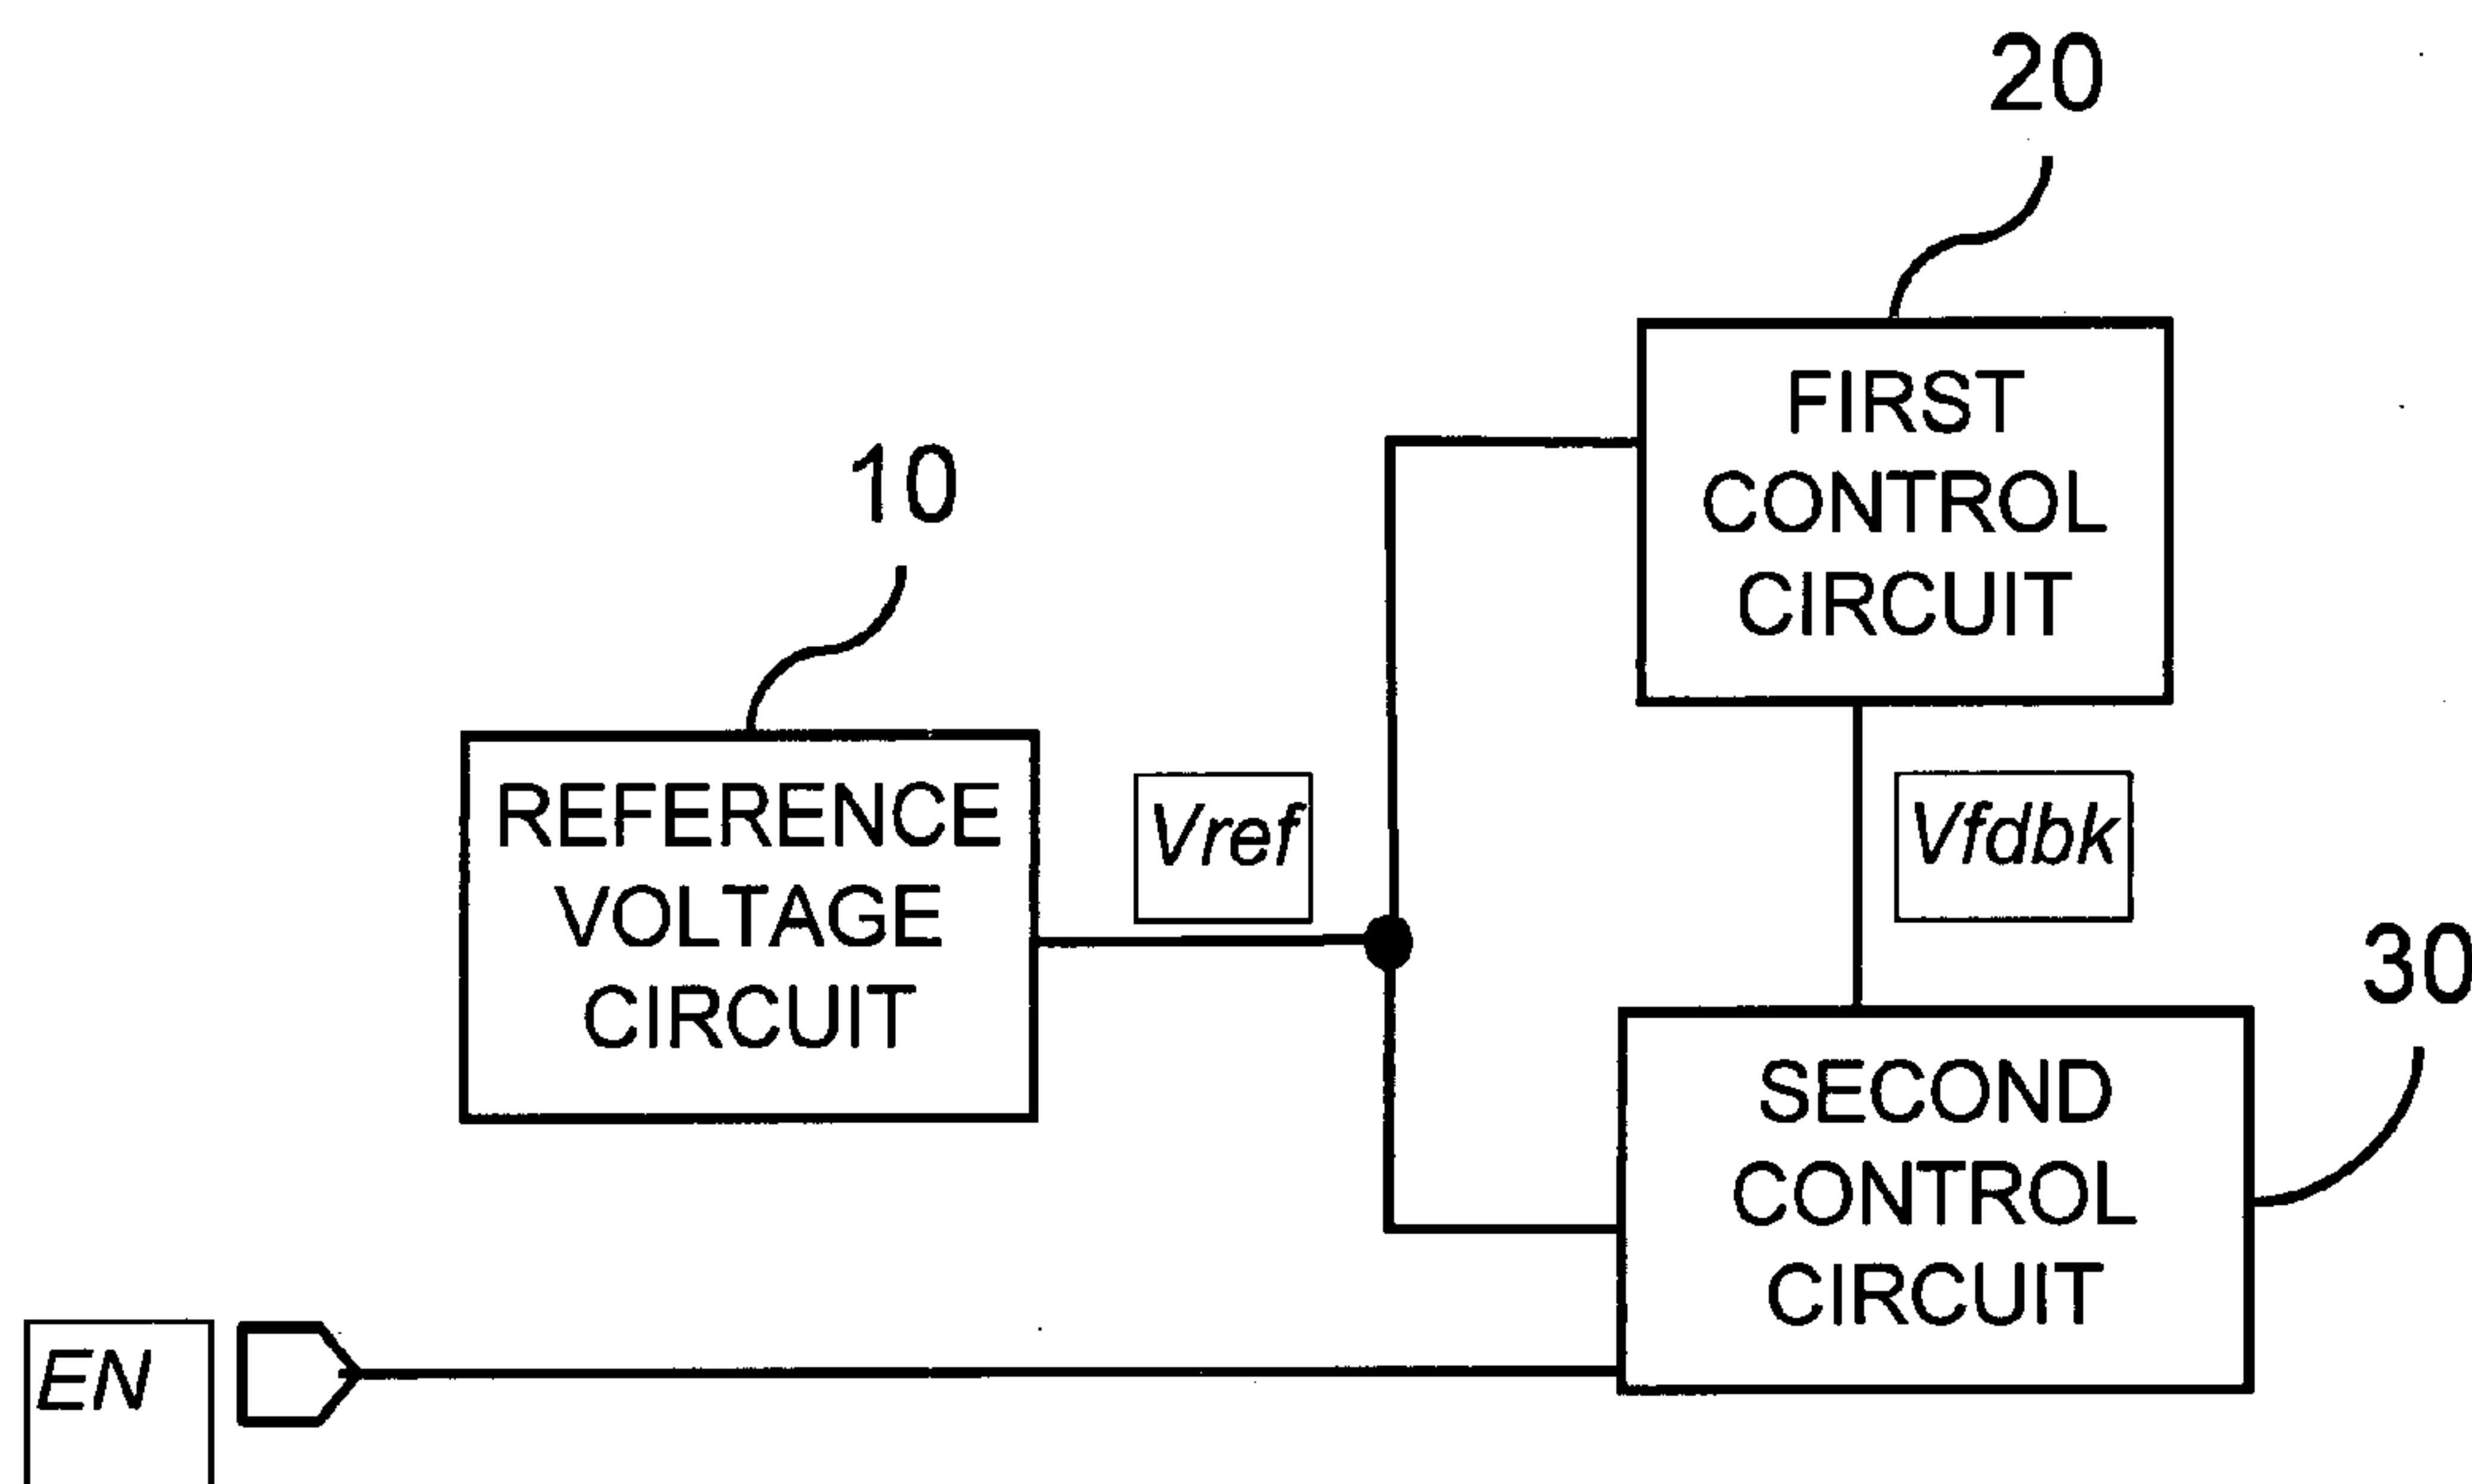 20
FIRST
CONTROL
CIRCUIT
10
REFERENCE
VOLTAGE
CIRCUIT
Vref
Vfdbk
30
SECOND
CONTROL
CIRCUIT
EN